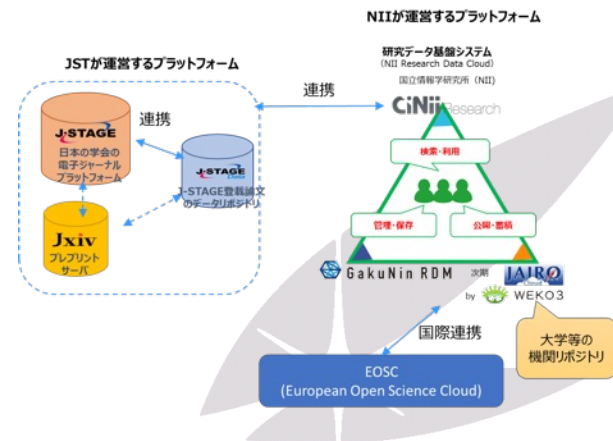 NIIが運営するプラットフォーム
JSTが運営するプラットフォーム
研究データ基盤システム
(NII Research Data Cloud)
国立情報学研究所 (NII)
連携
CiNii Research
J-STAGE
日本の学会の
電子ジャーナル
プラットフォーム
連携
J-STAGE
Data
J-STAGE登載論文
のデータリポジトリ
Jxiv
プレプリント
サーバ
検索・利用
管理・保存
公開・蓄積
GakuNin RDM
次期
JAIRO
Cloud
by
WEKO3
大学等の
機関リポジトリ
国際連携
EOSC
(European Open Science Cloud)